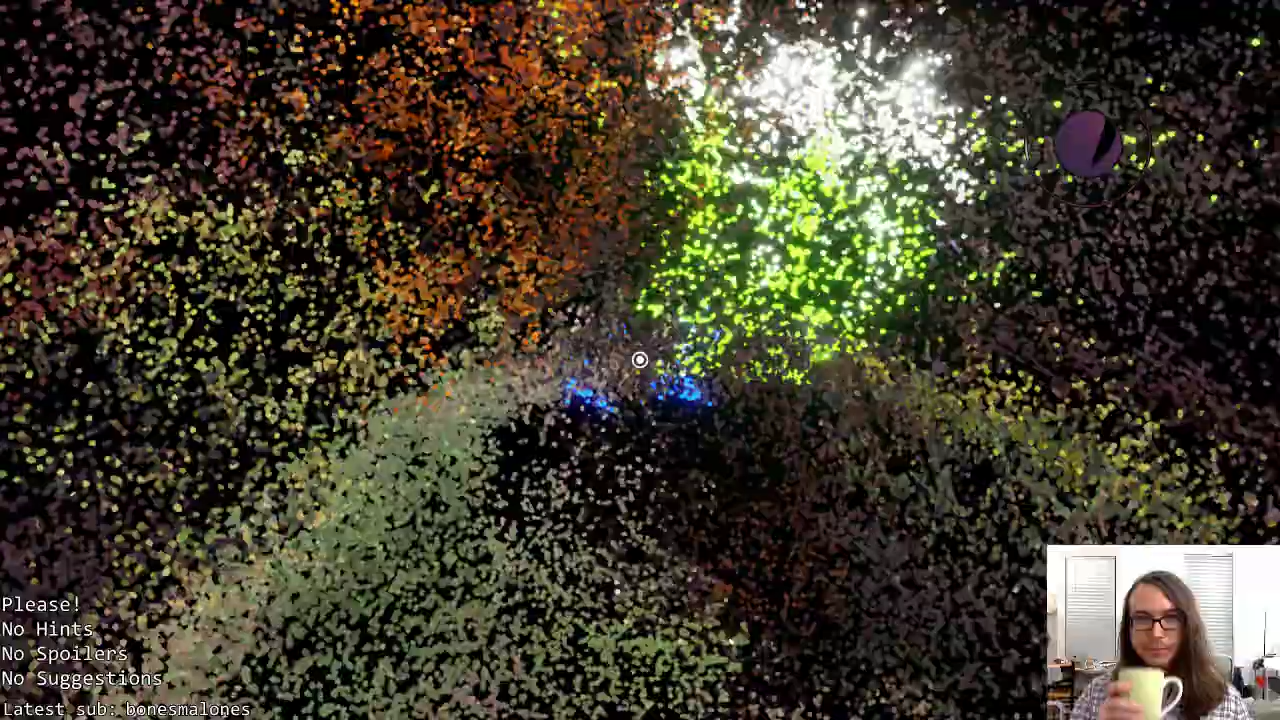 Please!
No Hints
No Spoilers
No Suggestions
Latest sub: bonesmalones